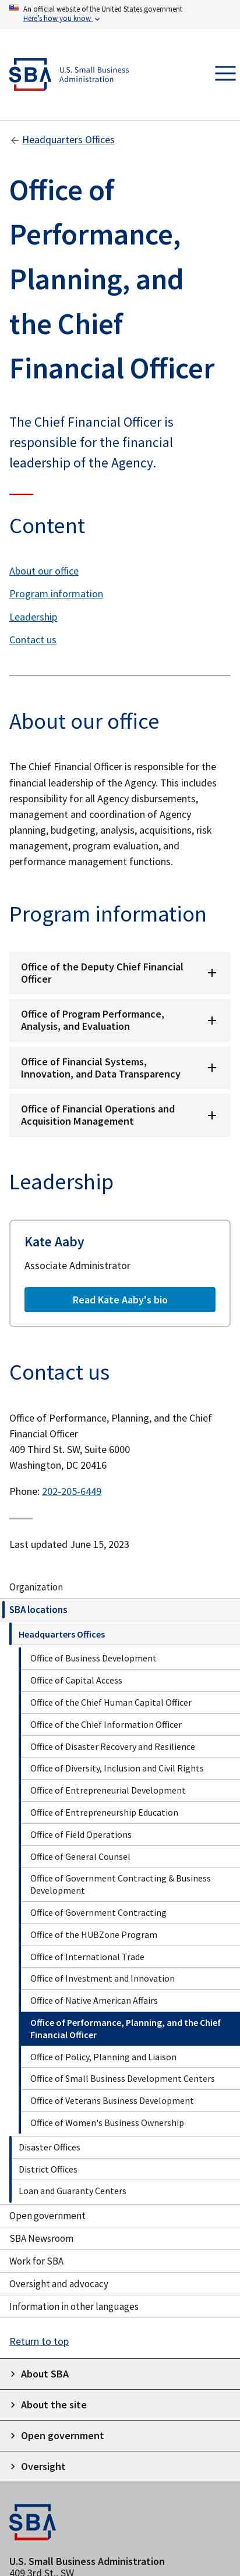 An official website of the United States government
Here's how you know
SBA
U.S. Small Business
Administration
Headquarters Offices
Office of
Performance,
Planning, and
the Chief
Financial Officer
The Chief Financial Officer is
responsible for the financial
leadership of the Agency.
Content
About our office
Program information
Leadership
Contact us
About our office
The Chief Financial Officer is responsible for the
financial leadership of the Agency. This includes
responsibility for all Agency disbursements,
management and coordination of Agency
planning, budgeting, analysis, acquisitions, risk
management, program evaluation, and
performance management functions.
Program information
Office of the Deputy Chief Financial
Officer
Office of Program Performance,
Analysis, and Evaluation
Office of Financial Systems,
Innovation, and Data Transparency
Office of Financial Operations and
Acquisition Management
Leadership
Kate Aaby
Associate Administrator
Read Kate Aaby's bio
Contact us
Office of Performance, Planning, and the Chief
Financial Officer
409 Third St. SW, Suite 6000
Washington, DC 20416
Phone: 202-205-6449
Last updated June 15, 2023
Organization
SBA locations
Headquarters Offices
Office of Business Development
Office of Capital Access
Office of the Chief Human Capital Officer
Office of the Chief Information Officer
Office of Disaster Recovery and Resilience
Office of Diversity, Inclusion and Civil Rights
Office of Entrepreneurial Development
Office of Entrepreneurship Education
Office of Field Operations
Office of General Counsel
Office of Government Contracting & Business
Development
Office of Government Contracting
Office of the HUBZone Program
Office of International Trade
Office of Investment and Innovation
Office of Native American Affairs
Office of Performance, Planning, and the Chief
Financial Officer
Office of Policy, Planning and Liaison
Office of Small Business Development Centers
Office of Veterans Business Development
Office of Women's Business Ownership
Disaster Offices
District Offices
Loan and Guaranty Centers
Open government
SBA Newsroom
Work for SBA
Oversight and advocacy
Information in other languages
Return to top
About SBA
About the site
Open government
Oversight
SBA
U.S. Small Business Administration
409 3rd St., SW